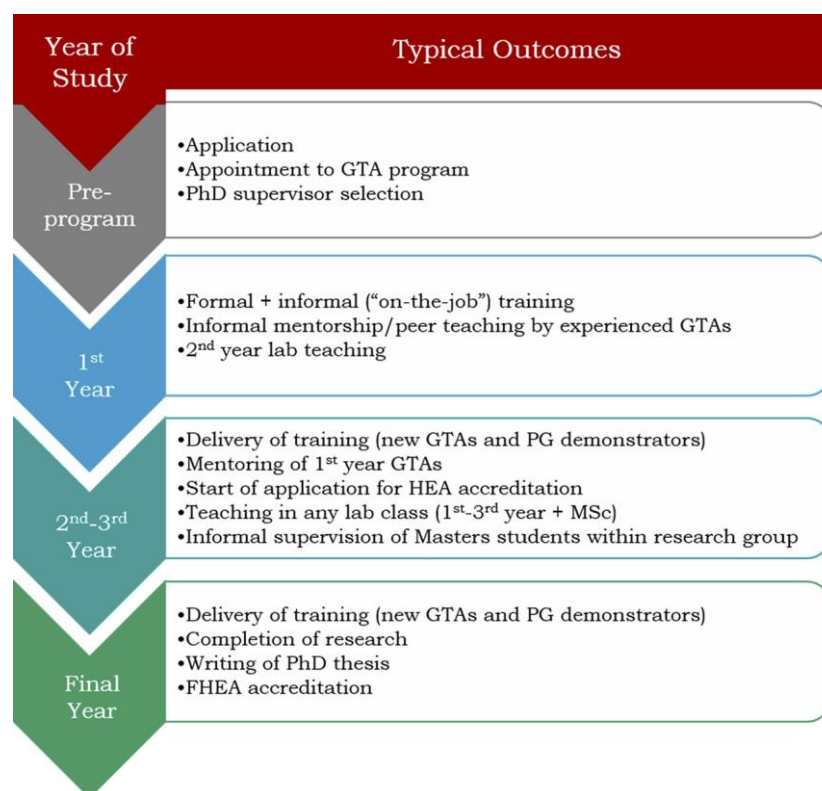 Year of
Study
Typical Outcomes
Pre-
program
•Application
•Appointment to GTA program
•PhD supervisor selection
1st
Year
•Formal + informal (“on-the-job”) training
•Informal mentorship/peer teaching by experienced GTAs
•2nd year lab teaching
2nd-3rd
Year
•Delivery of training (new GTAs and PG demonstrators)
•Mentoring of 1st year GTAs
•Start of application for HEA accreditation
•Teaching in any lab class (1st-3rd year + MSc)
•Informal supervision of Masters students within research group
Final
Year
•Delivery of training (new GTAs and PG demonstrators)
•Completion of research
•Writing of PhD thesis
•FHEA accreditation